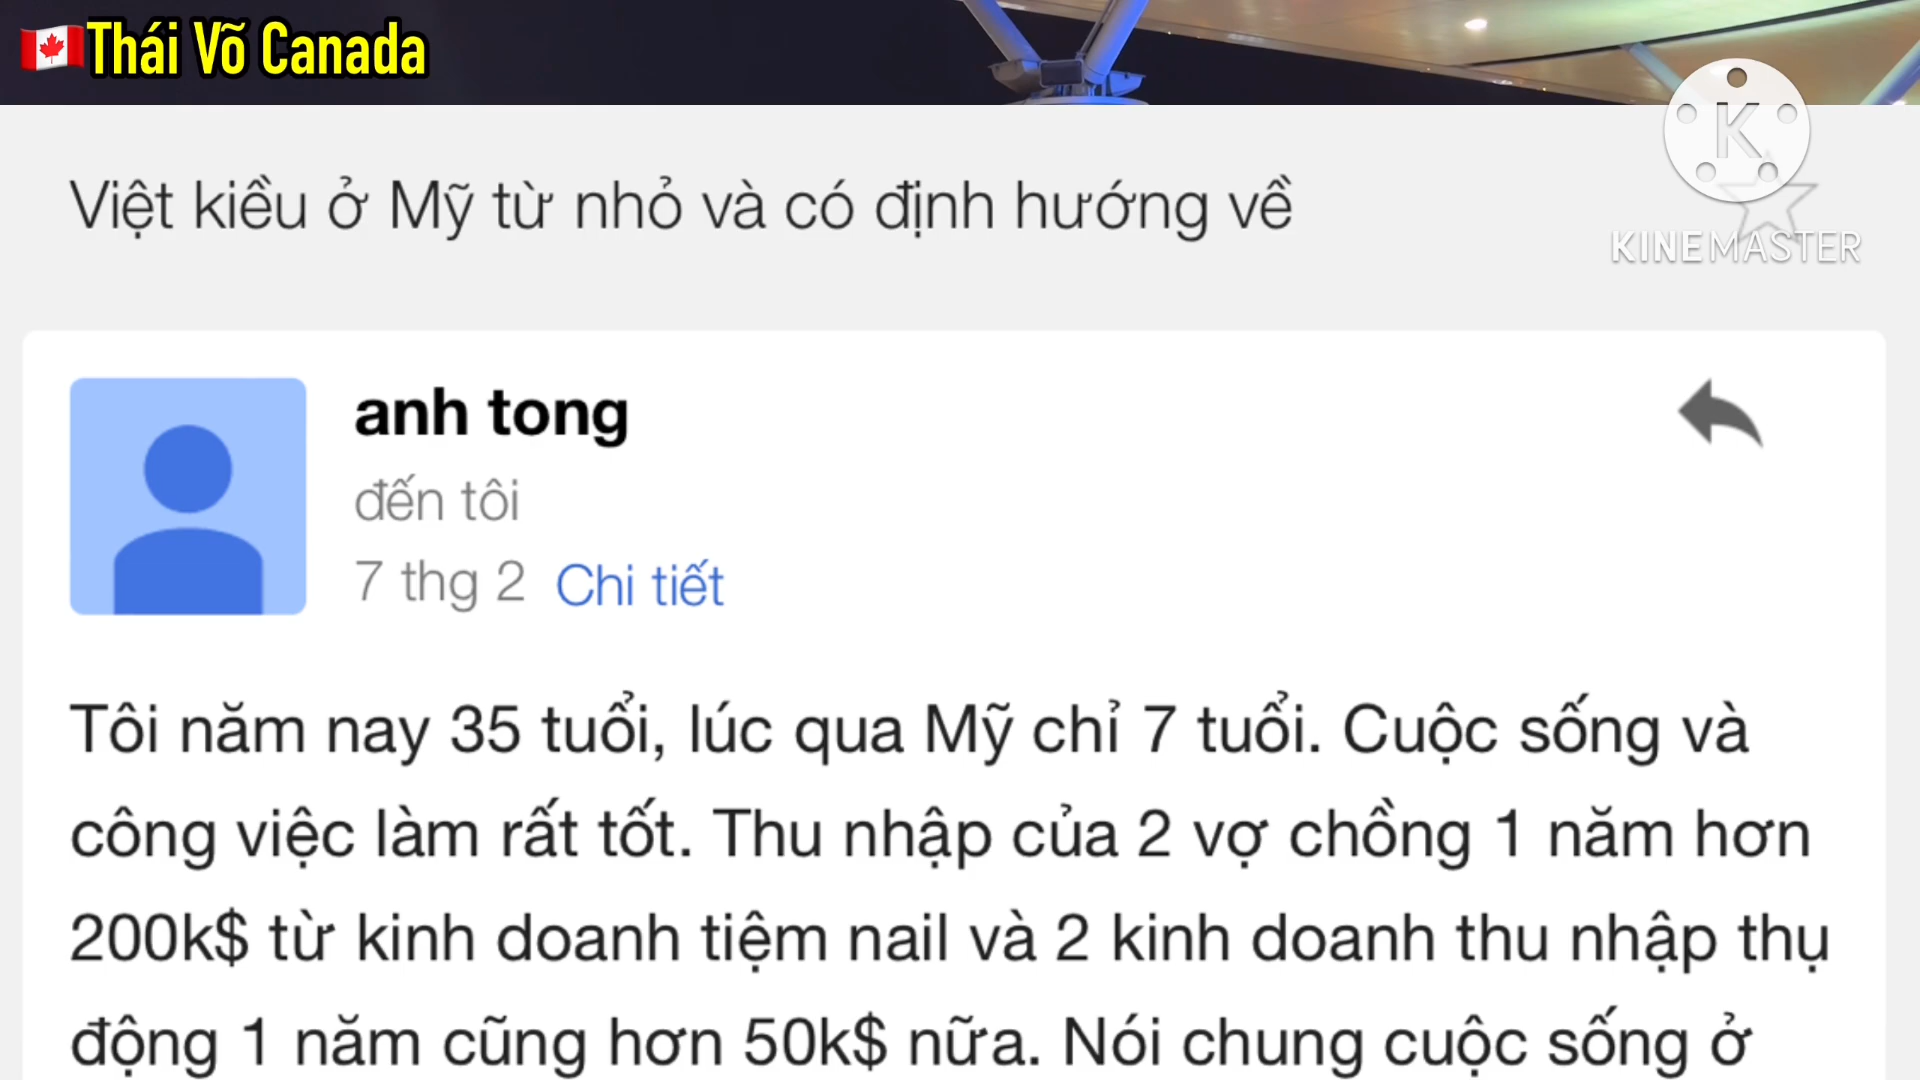 Thái Võ Canada
K
KINEMASTER
Việt kiều ở Mỹ từ nhỏ và có định hướng về
anh tong
đến tôi
7 thg 2 Chi tiết
Tôi năm nay 35 tuổi, lúc qua Mỹ chỉ 7 tuổi. Cuộc sống và
công việc làm rất tốt. Thu nhập của 2 vợ chồng 1 năm hơn
200k$ từ kinh doanh tiệm nail và 2 kinh doanh thu nhập thụ
động 1 năm cũng hơn 50k$ nữa. Nói chung cuộc sống ở